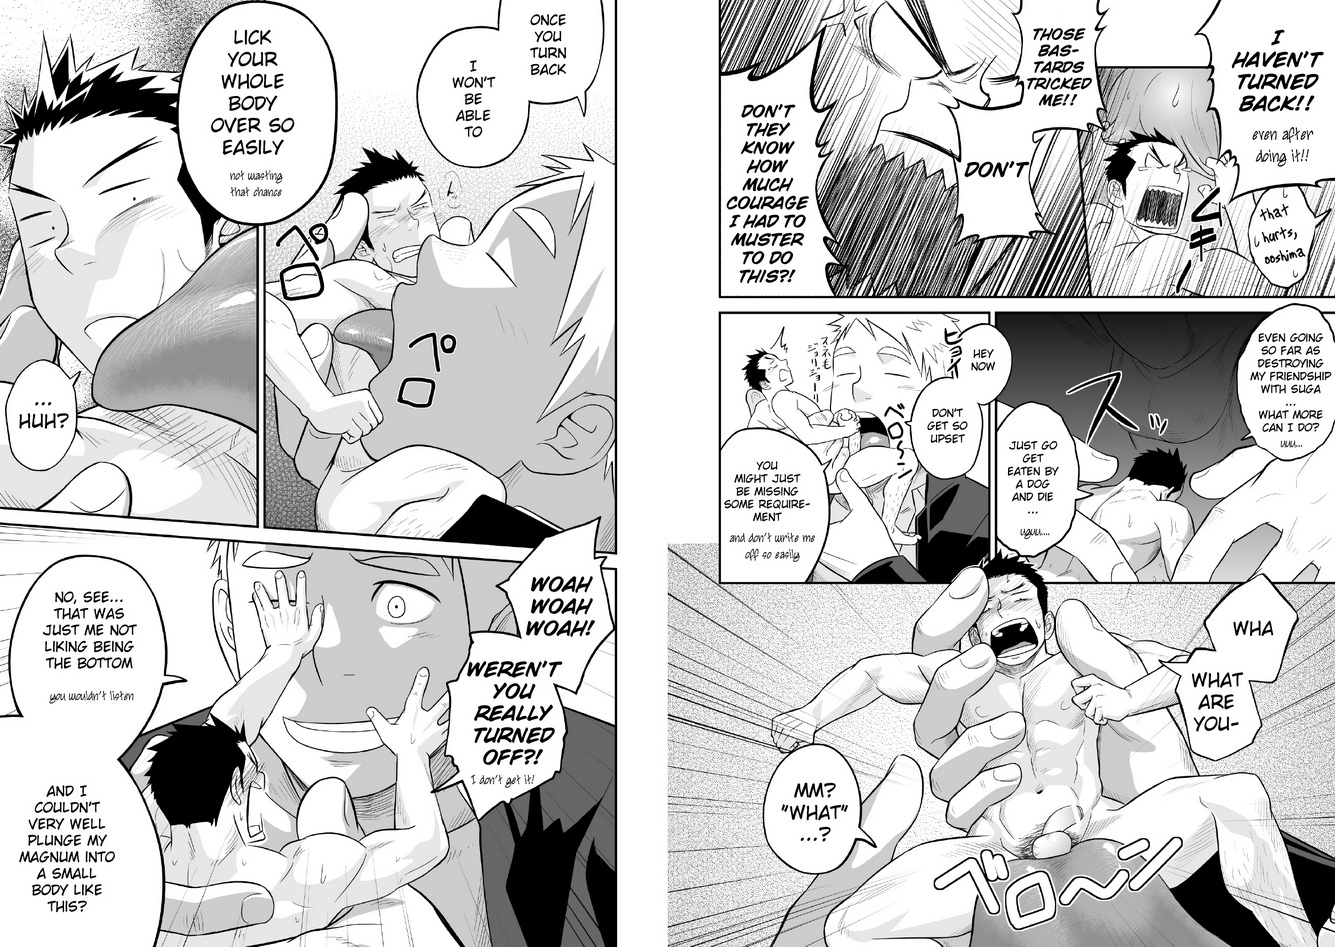 I
HAVEN'T
TURNED
BACK!!
even after
doing it!!
that
hurts,
ooshima
THOSE
BAS-
TARDS
TRICKED
ME!!
DON'T
DON'T
THEY
KNOW
HOW
MUCH
COURAGE
I HAD TO
MUSTER
TO DO
THIS?!
EVEN GOING
SO FAR AS
DESTROYING
MY FRIENDSHIP
WITH SUGA
...
WHAT MORE
CAN I DO?
uuu...
スッ
JUST GO
GET
EATEN BY
A DOG
AND DIE
...
uguu....
HEY
NOW
DON'T
GET SO
UPSET
ヒョイ
ベロ〜ン
YOU
MIGHT JUST
BE MISSING
SOME REQUIRE-
MENT
and don't write me
off so easily
WHA
WHAT
ARE
YOU-
MM?
"WHAT"
...?
ベロ〜ン
ONCE
YOU
TURN
BACK
I
WON'T
BE
ABLE
TO
ペロ
ペロ
LICK
YOUR
WHOLE
BODY
OVER SO
EASILY
not wasting
that chance
...
HUH?
WOAH
WOAH
WOAH!
WEREN'T
YOU
REALLY
TURNED
OFF?!
I don't get it!
NO, SEE...
THAT WAS
JUST ME NOT
LIKING BEING
THE BOTTOM
you wouldn't listen
AND I
COULDN'T
VERY WELL
PLUNGE MY
MAGNUM INTO
A SMALL
BODY LIKE
THIS?